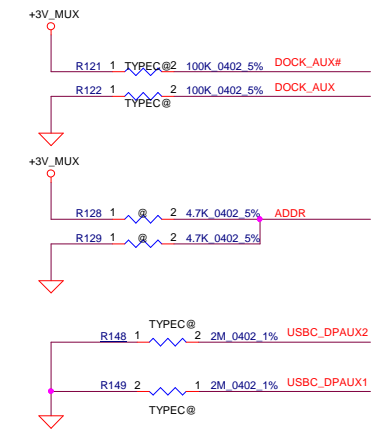 +3V_MUX
R121 1 TYPEC@ 2 100K_0402_5% DOCK_AUX#
R122 1 2 100K_0402_5% DOCK_AUX
TYPEC@
+3V_MUX
R128 1 @ 2 4.7K_0402_5% ADDR
R129 1 @ 2 4.7K_0402_5%
TYPEC@
R148 1 2 2M_0402_1% USBC_DPAUX2
R149 2 1 2M_0402_1% USBC_DPAUX1
TYPEC@